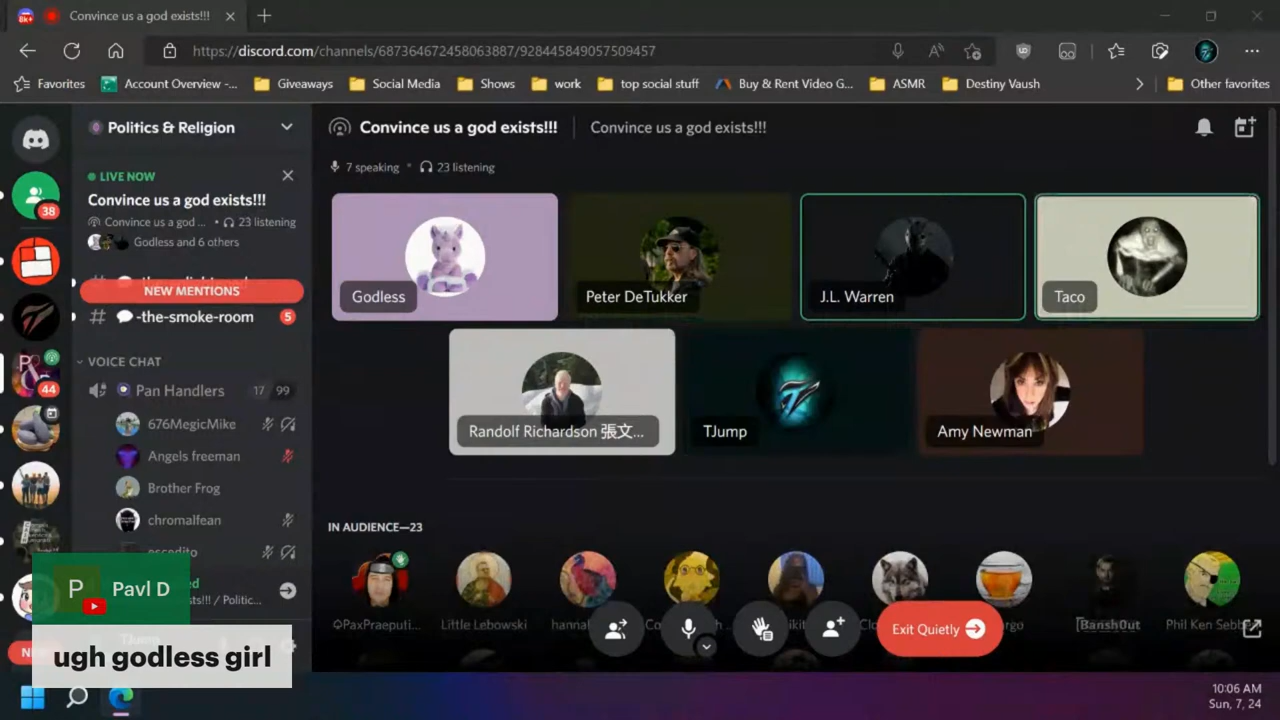 8k+
Convince us a god exists!!!
https://discord.com/channels/687364672458063887/928445849057509457
Favorites
Account Overview -...
Giveaways
Social Media
Shows
work
top social stuff
Buy & Rent Video G...
ASMR
Destiny Vaush
Other favorites
Politics & Religion
Convince us a god exists!!!
Convince us a god exists!!!
7 speaking • 23 listening
LIVE NOW
Convince us a god exists!!!
Convince us a god ... • 23 listening
Godless and 6 others
NEW MENTIONS
-the-smoke-room 5
VOICE CHAT
Pan Handlers 17 99
676MegicMike
Angels freeman
Brother Frog
chromalfean
38
44
Godless
Peter DeTukker
J.L. Warren
Taco
Randolf Richardson 張文...
TJump
Amy Newman
IN AUDIENCE—23
Little Lebowski
hanna
Phil Ken Sebb
Exit Quietly
sts!!! / Politic...
P Pavl D
ugh godless girl
10:06 AM
Sun, 7, 24